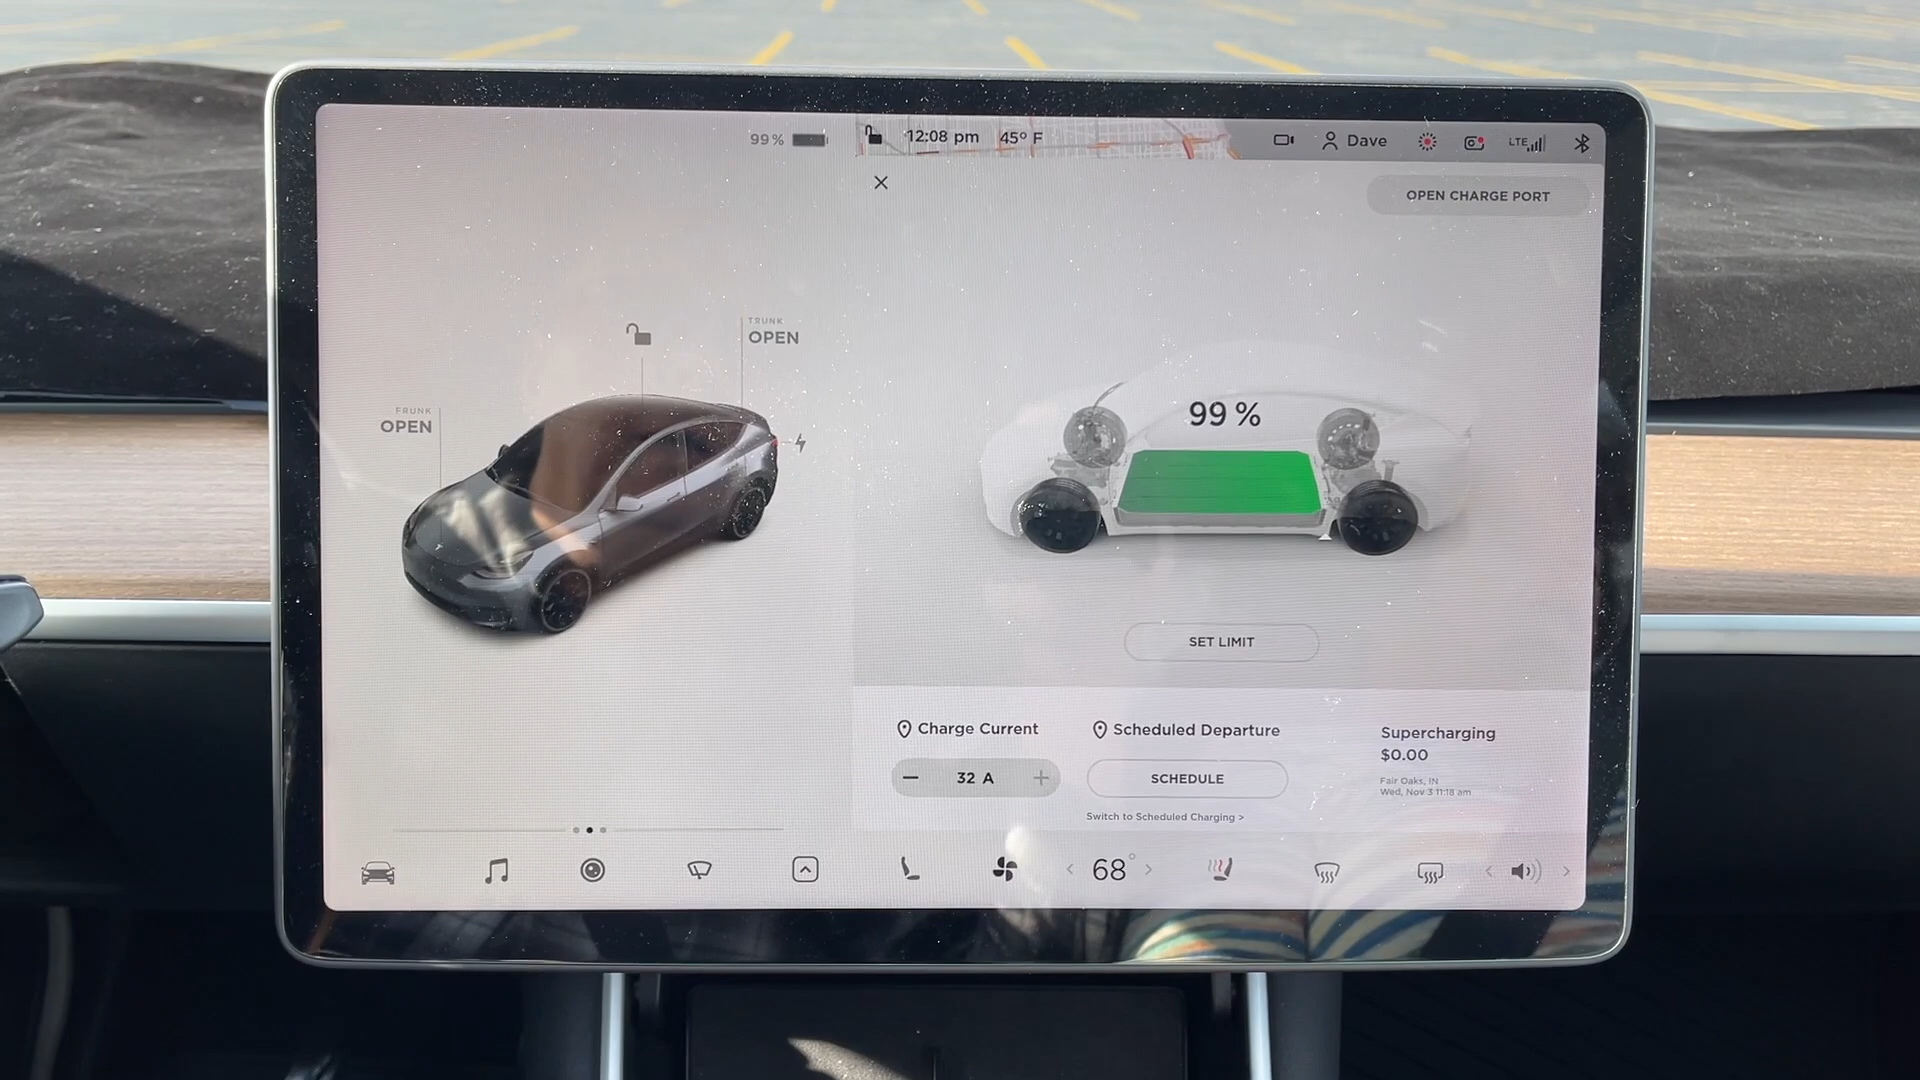 99 %
12:08 pm
45° F
Dave
LTE
OPEN CHARGE PORT
TRUNK
OPEN
FRUNK
OPEN
99 %
SET LIMIT
Charge Current
32 A
Scheduled Departure
SCHEDULE
Switch to Scheduled Charging >
Supercharging
$0.00
Fair Oaks, IN
Wed, Nov 3 11:18 am
68°